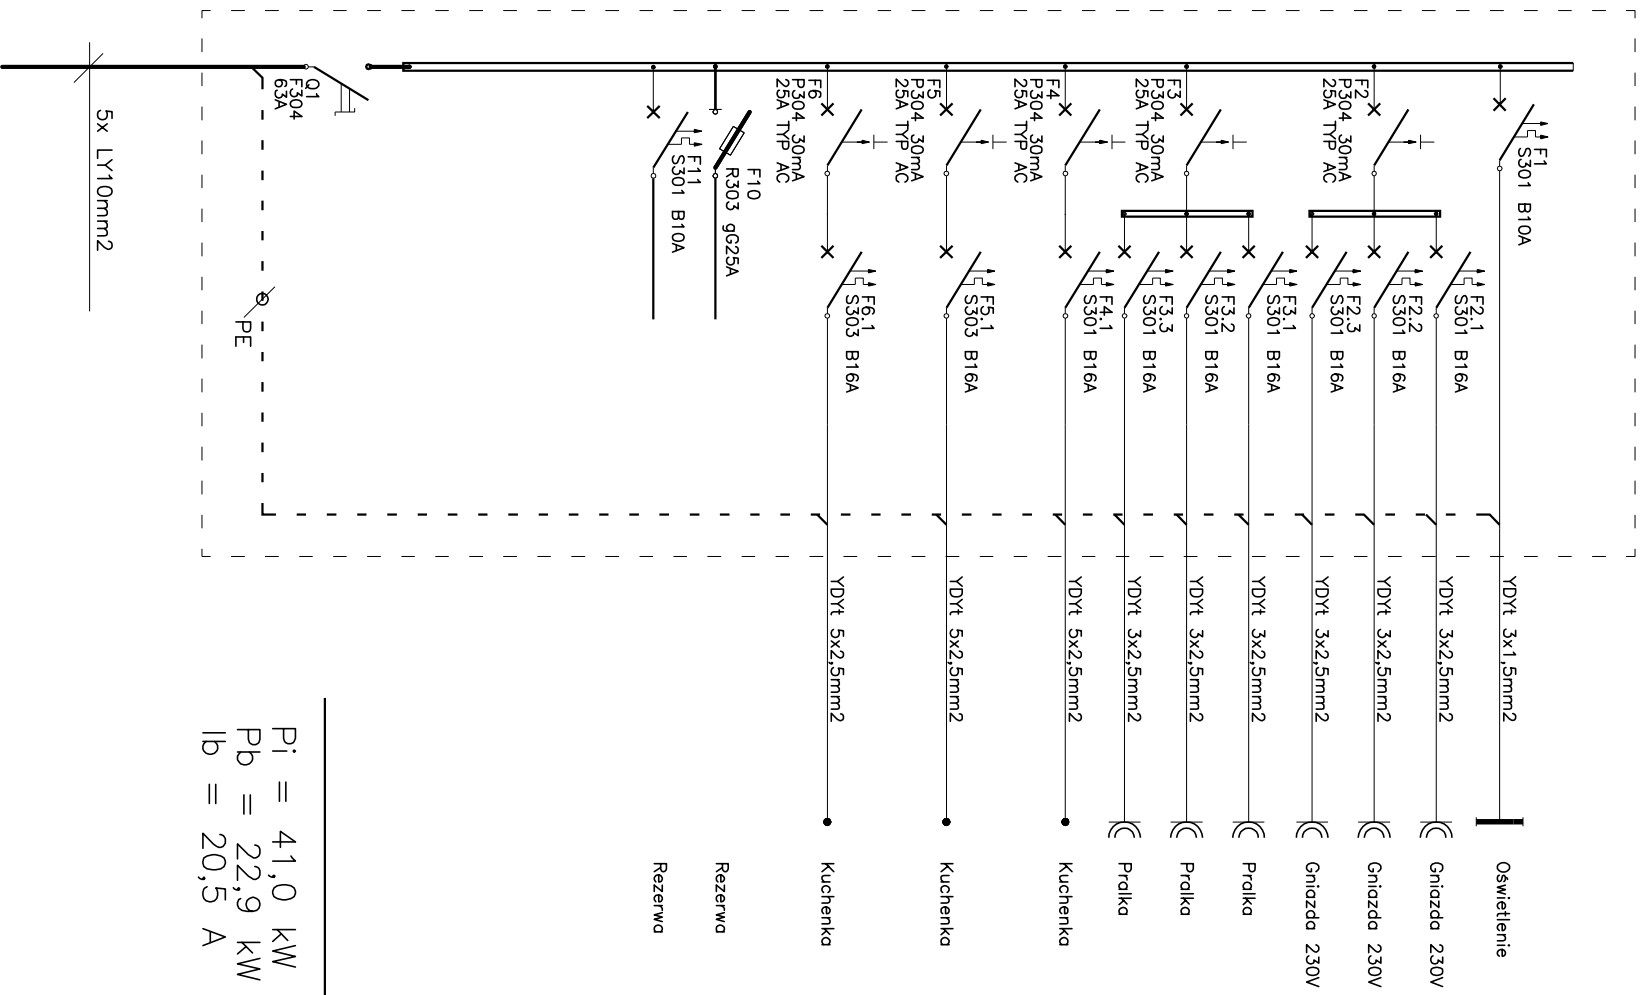 5x LY10mm2
Q1
F304
63A
PE
F11
S301 B10A
F10
R303 gG25A
F6
P304 30mA
25A TYP AC
F5
P304 30mA
25A TYP AC
F4
P304 30mA
25A TYP AC
F3
P304 30mA
25A TYP AC
F2
P304 30mA
25A TYP AC
F1
S301 B10A
F6.1
S303 B16A
F5.1
S303 B16A
F4.1
S301 B16A
F3.3
S301 B16A
F3.2
S301 B16A
F3.1
S301 B16A
F2.3
S301 B16A
F2.2
S301 B16A
F2.1
S301 B16A
YDYt 5x2,5mm2
YDYt 5x2,5mm2
YDYt 5x2,5mm2
YDYt 3x2,5mm2
YDYt 3x2,5mm2
YDYt 3x2,5mm2
YDYt 3x2,5mm2
YDYt 3x2,5mm2
YDYt 3x2,5mm2
YDYt 3x1,5mm2
Rezerwa
Rezerwa
Kuchenka
Kuchenka
Kuchenka
Pralka
Pralka
Pralka
Gniazda 230V
Gniazda 230V
Gniazda 230V
Oświetlenie
Pi = 41,0 kW
Pb = 22,9 kW
Ib = 20,5 A